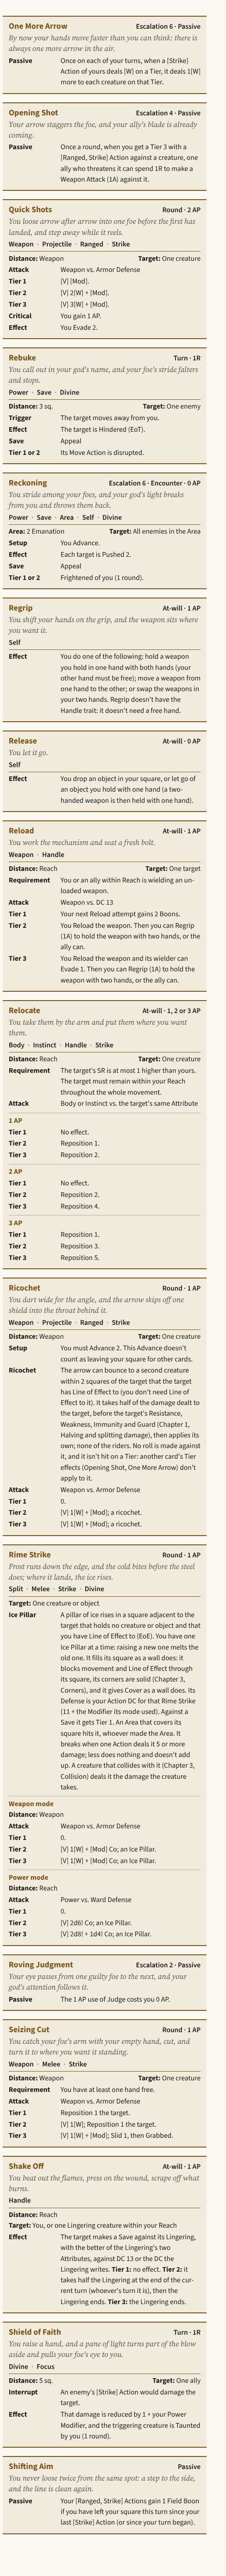 One More Arrow Escalation 6 · Passive
By now your hands move faster than you can think: there is
always one more arrow in the air.
Passive Once on each of your turns, when a [Strike]
Action of yours deals [W] on a Tier, it deals 1[W]
more to each creature on that Tier.
Opening Shot Escalation 4 · Passive
Your arrow staggers the foe, and your ally's blade is already
coming.
Passive Once a round, when you get a Tier 3 with a
[Ranged, Strike] Action against a creature, one
ally who threatens it can spend 1R to make a
Weapon Attack (1A) against it.
Quick Shots Round · 2 AP
You loose arrow after arrow into one foe before the first has
landed, and step away while it reels.
Weapon · Projectile · Ranged · Strike
Distance: Weapon Target: One creature
Attack Weapon vs. Armor Defense
Tier 1 [V] [Mod].
Tier 2 [V] 2[W] + [Mod].
Tier 3 [V] 3[W] + [Mod].
Critical You gain 1 AP.
Effect You Evade 2.
Rebuke Turn · 1R
You call out in your god's name, and your foe's stride falters
and stops.
Power · Save · Divine
Distance: 3 sq. Target: One enemy
Trigger The target moves away from you.
Effect The target is Hindered (EoT).
Save Appeal
Tier 1 or 2 Its Move Action is disrupted.
Reckoning Escalation 6 · Encounter · 0 AP
You stride among your foes, and your god's light breaks
from you and throws them back.
Power · Save · Area · Self · Divine
Area: 2 Emanation Target: All enemies in the Area
Setup You Advance.
Effect Each target is Pushed 2.
Save Appeal
Tier 1 or 2 Frightened of you (1 round).
Regrip At-will · 1 AP
You shift your hands on the grip, and the weapon sits where
you want it.
Self
Effect You do one of the following: hold a weapon
you hold in one hand with both hands (your
other hand must be free); move a weapon from
one hand to the other; or swap the weapons in
your two hands. Regrip doesn't have the
Handle trait: it doesn't need a free hand.
Release At-will · 0 AP
You let it go.
Self
Effect You drop an object in your square, or let go of
an object you hold with one hand (a two-
handed weapon is then held with one hand).
Reload At-will · 1 AP
You work the mechanism and seat a fresh bolt.
Weapon · Handle
Distance: Reach Target: One target
Requirement You or an ally within Reach is wielding an un-
loaded weapon.
Attack Weapon vs. DC 13
Tier 1 Your next Reload attempt gains 2 Boons.
Tier 2 You Reload the weapon. Then you can Regrip
(1A) to hold the weapon with two hands, or the
ally can.
Tier 3 You Reload the weapon and its wielder can
Evade 1. Then you can Regrip (1A) to hold the
weapon with two hands, or the ally can.
Relocate At-will · 1, 2 or 3 AP
You take them by the arm and put them where you want
them.
Body · Instinct · Handle · Strike
Distance: Reach Target: One creature
Requirement The target's SR is at most 1 higher than yours.
The target must remain within your Reach
throughout the whole movement.
Attack Body or Instinct vs. the target's same Attribute
1 AP
Tier 1 No effect.
Tier 2 Reposition 1.
Tier 3 Reposition 2.
2 AP
Tier 1 No effect.
Tier 2 Reposition 2.
Tier 3 Reposition 4.
3 AP
Tier 1 Reposition 1.
Tier 2 Reposition 3.
Tier 3 Reposition 5.
Ricochet Round · 1 AP
You dart wide for the angle, and the arrow skips off one
shield into the throat behind it.
Weapon · Projectile · Ranged · Strike
Distance: Weapon Target: One creature
Setup You must Advance 2. This Advance doesn't
count as leaving your square for other cards.
Ricochet The arrow can bounce to a second creature
within 2 squares of the target that the target
has Line of Effect to (you don't need Line of
Effect to it). It takes half of the damage dealt to
the target, before the target's Resistance,
Weakness, Immunity and Guard (Chapter 1,
Halving and splitting damage), then applies its
own; none of the riders. No roll is made against
it, and it isn't hit on a Tier: another card's Tier
effects (Opening Shot, One More Arrow) don't
apply to it.
Attack Weapon vs. Armor Defense
Tier 1 0.
Tier 2 [V] 1[W] + [Mod]; a ricochet.
Tier 3 [V] 2[W] + [Mod]; a ricochet.
Rime Strike Round · 1 AP
Frost runs down the edge, and the cold bites before the steel
does; where it lands, the ice rises.
Split · Melee · Strike · Divine
Target: One creature or object
Ice Pillar A pillar of ice rises in a square adjacent to the
target that holds no creature or object and that
you have Line of Effect to (EoE). You have one
Ice Pillar at a time: raising a new one melts the
old one. It fills its square as a wall does: it
blocks movement and Line of Effect through
its square, its corners are solid (Chapter 3,
Corners), and it gives Cover as a wall does. Its
Defense is your Action DC for that Rime Strike
(11 + the Modifier its mode used). Against a
Save it gets Tier 1. An Area that covers its
square hits it, whoever made the Area. It
breaks when one Action deals it 5 or more
damage; less does nothing and doesn't add
up. A creature that collides with it (Chapter 3,
Collision) deals it the damage the creature
takes.
Weapon mode
Distance: Weapon
Attack Weapon vs. Armor Defense
Tier 1 0.
Tier 2 [V] 1[W] + [Mod] Co; an Ice Pillar.
Tier 3 [V] 1[W] + [Mod] Co; an Ice Pillar.
Power mode
Distance: Reach
Attack Power vs. Ward Defense
Tier 1 0.
Tier 2 [V] 2d6! Co; an Ice Pillar.
Tier 3 [V] 2d8! + 1d4! Co; an Ice Pillar.
Roving Judgment Escalation 2 · Passive
Your eye passes from one guilty foe to the next, and your
god's attention follows it.
Passive The 1 AP use of Judge costs you 0 AP.
Seizing Cut Round · 1 AP
You catch your foe's arm with your empty hand, cut, and
turn it to where you want it standing.
Weapon · Melee · Strike
Distance: Weapon Target: One creature
Requirement You have at least one hand free.
Attack Weapon vs. Armor Defense
Tier 1 Reposition 1 the target.
Tier 2 [V] 1[W]; Reposition 1 the target.
Tier 3 [V] 1[W] + [Mod]; Slid 1, then Grabbed.
Shake Off At-will · 1 AP
You beat out the flames, press on the wound, scrape off what
burns.
Handle
Distance: Reach
Target: You, or one Lingering creature within your Reach
Effect The target makes a Save against its Lingering,
with the better of the Lingering's two
Attributes, against DC 13 or the DC the
Lingering writes. Tier 1: no effect. Tier 2: it
takes half the Lingering at the end of the cur-
rent turn (whoever's turn it is), then the
Lingering ends. Tier 3: the Lingering ends.
Shield of Faith Turn · 1R
You raise a hand, and a pane of light turns part of the blow
aside and pulls your foe's eye to you.
Divine · Focus
Distance: 5 sq. Target: One ally
Interrupt An enemy's [Strike] Action would damage the
target.
Effect That damage is reduced by 1 + your Power
Modifier, and the triggering creature is Taunted
by you (1 round).
Shifting Aim Passive
You never loose twice from the same spot: a step to the side,
and the line is clean again.
Passive Your [Ranged, Strike] Actions gain 1 Field Boon
if you have left your square this turn since your
last [Strike] Action (or since your turn began).